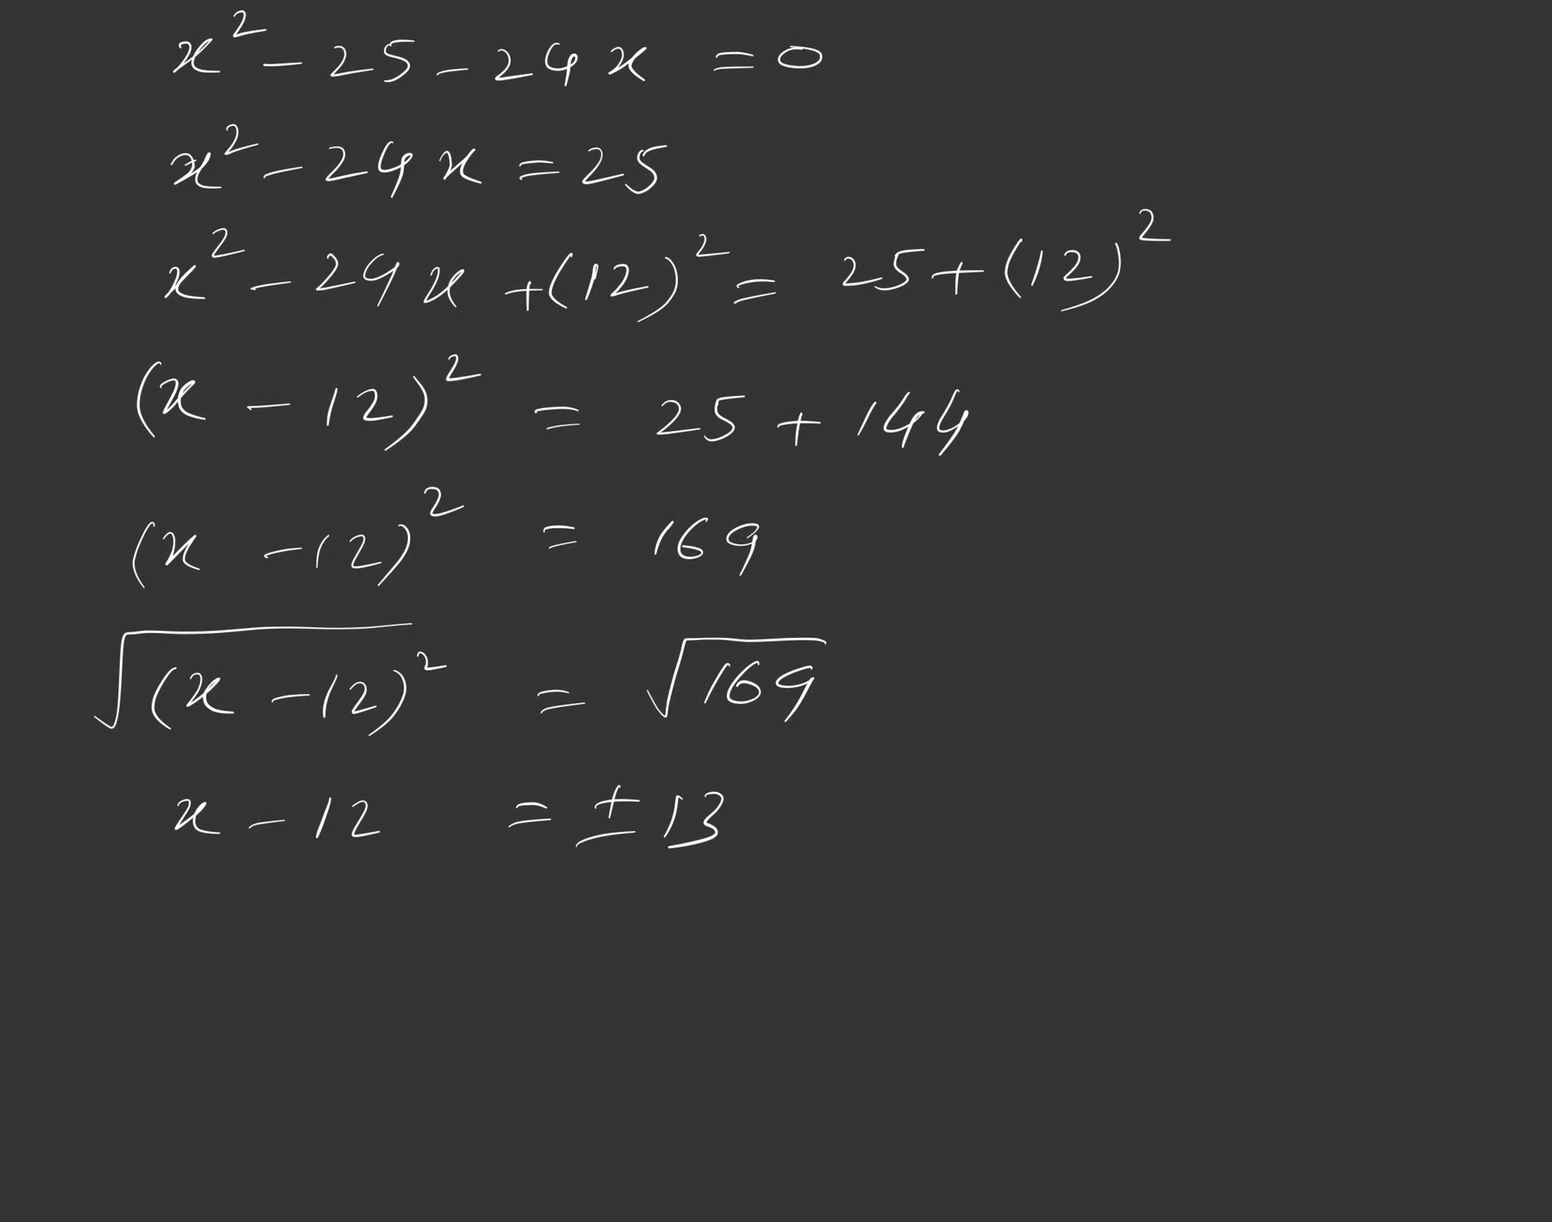 x² - 25 - 24x = 0
x² - 24x = 25
x² - 24x + (12)² = 25 + (12)²
(x - 12)² = 25 + 144
(x - 12)² = 169
√(x - 12)² = √169
x - 12 = ± 13